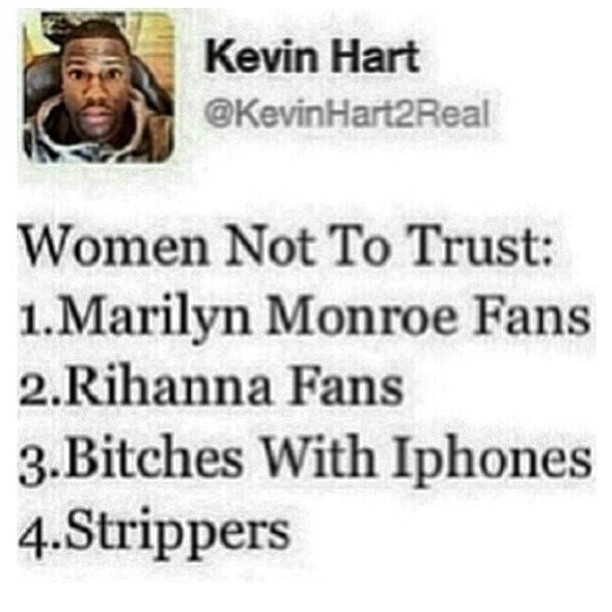 Kevin Hart
@KevinHart2Real
Women Not To Trust:
1.Marilyn Monroe Fans
2.Rihanna Fans
3.Bitches With Iphones
4.Strippers